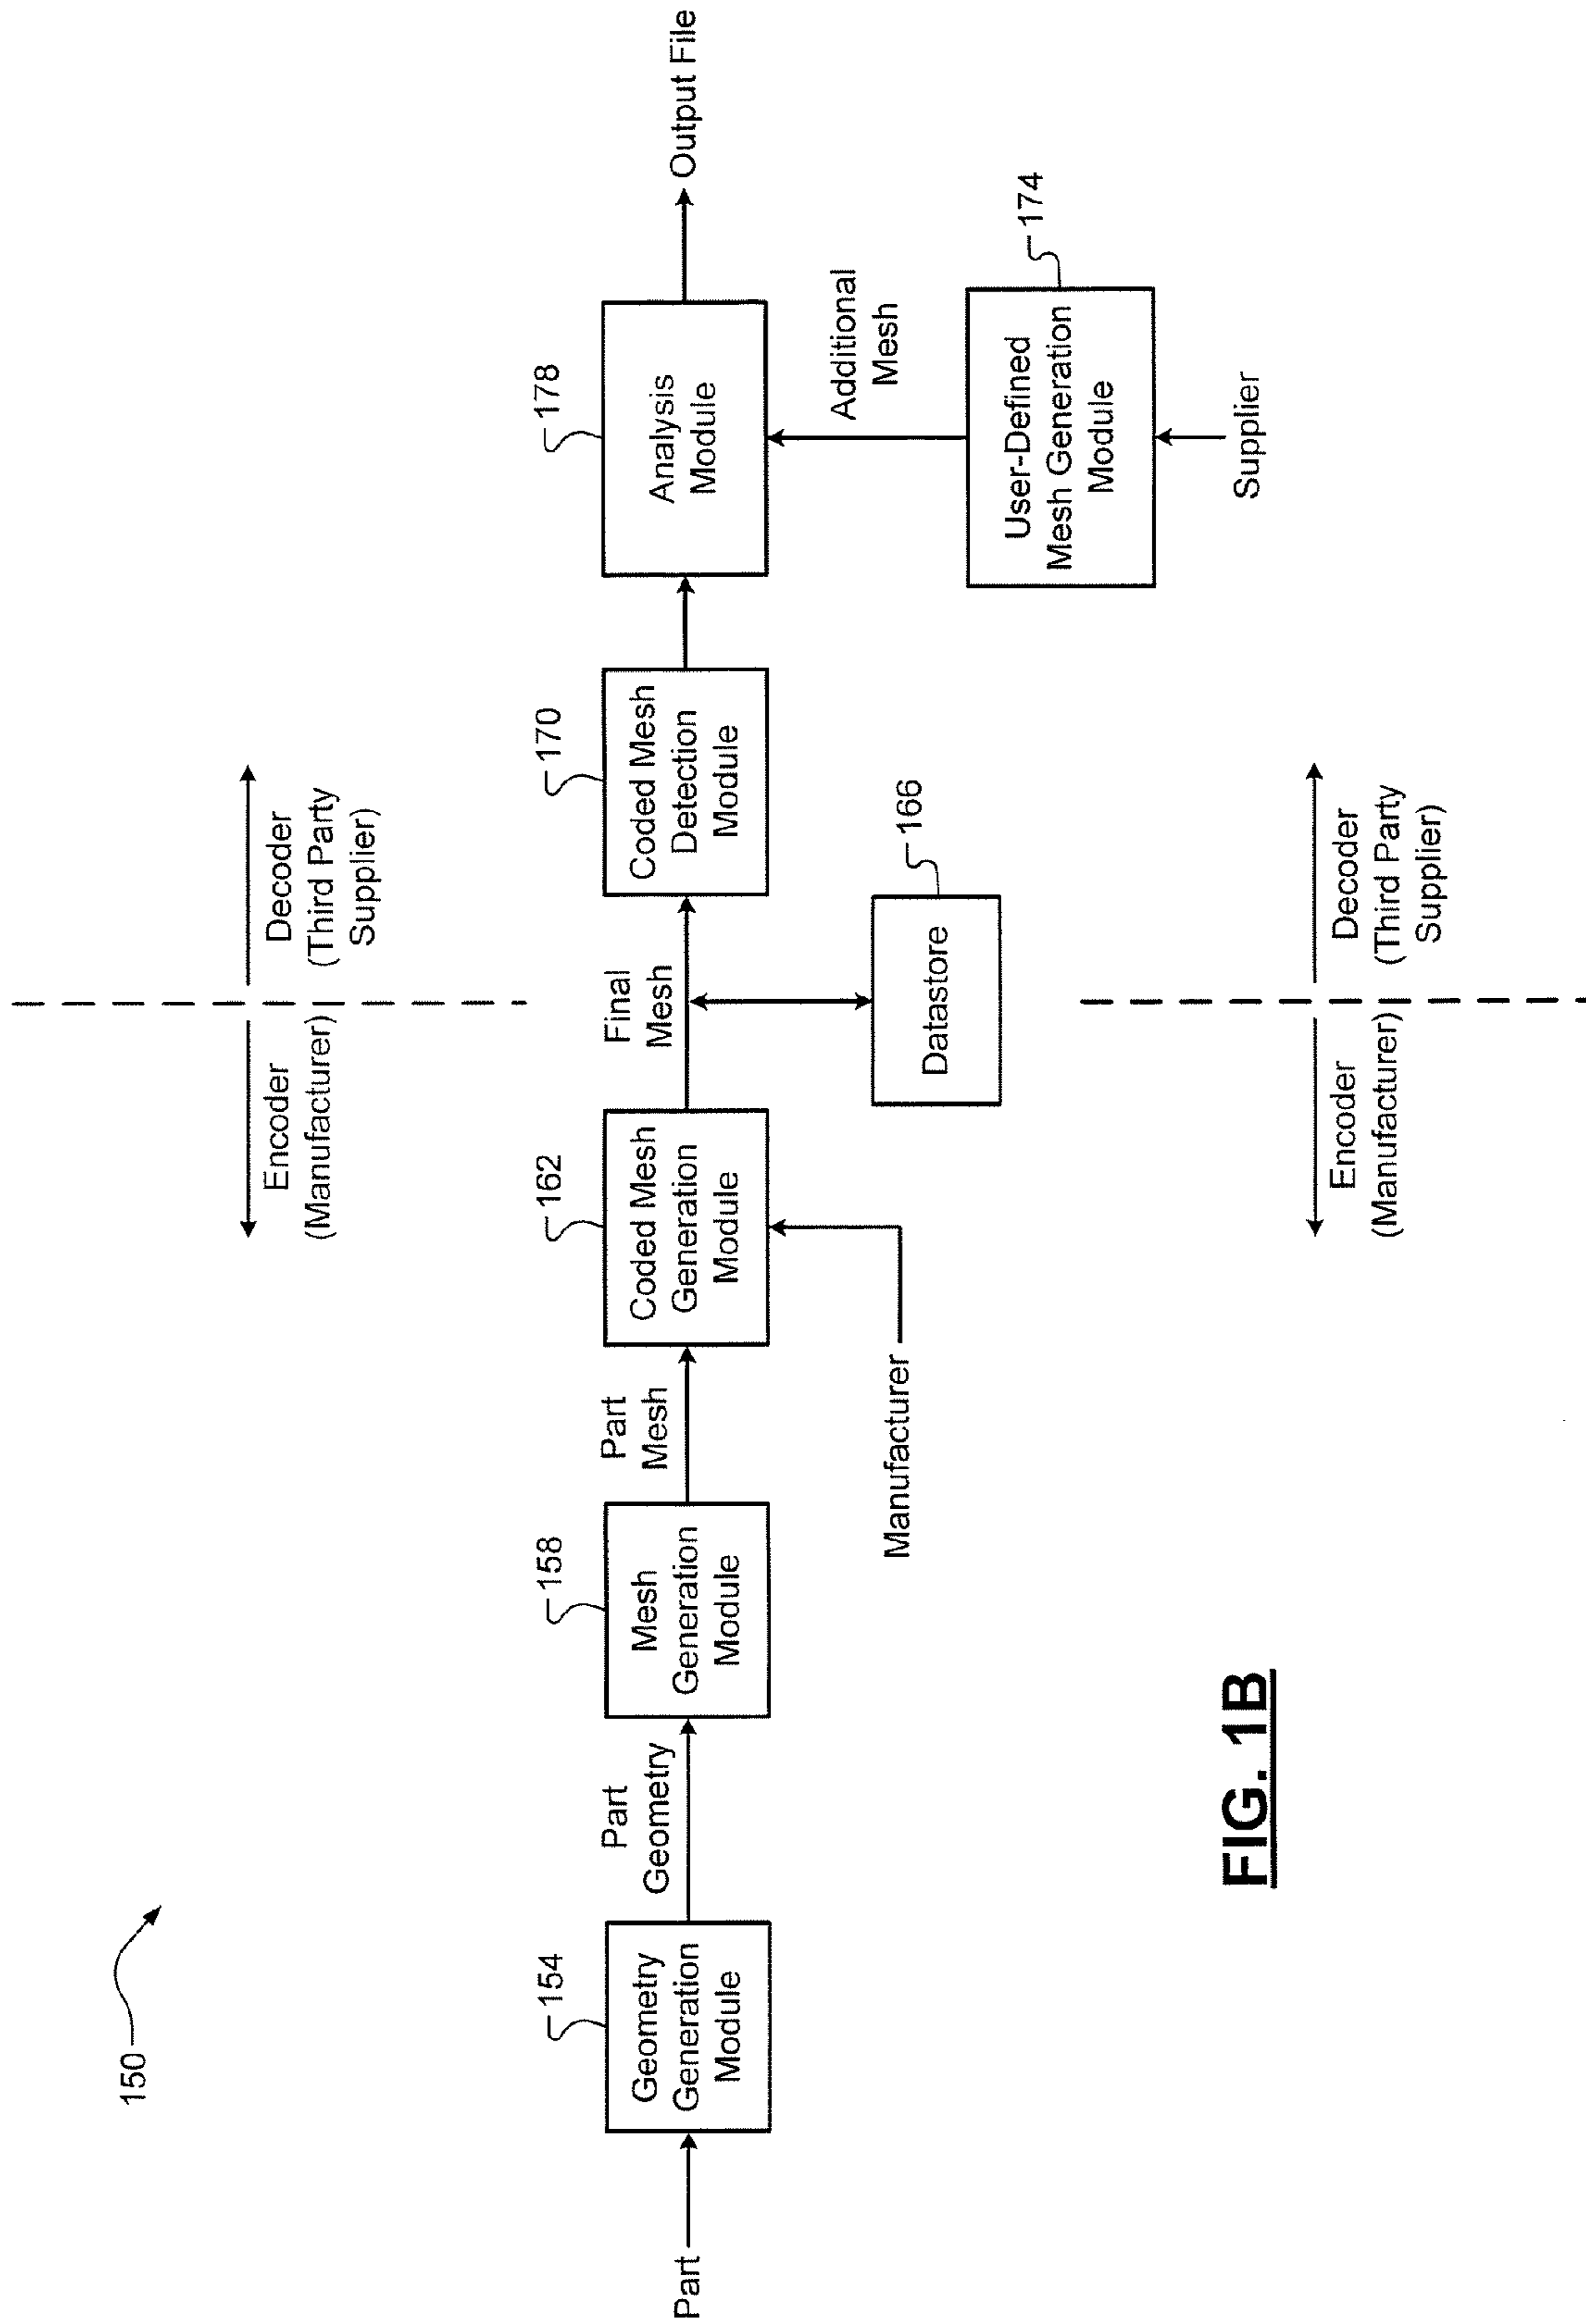 150
Encoder
(Manufacturer)
Decoder
(Third Party
Supplier)
Part
154
Geometry
Generation
Module
Part
Geometry
158
Mesh
Generation
Module
Part
Mesh
162
Coded Mesh
Generation
Module
Manufacturer
Final
Mesh
166
Datastore
170
Coded Mesh
Detection
Module
178
Analysis
Module
Output File
Additional
Mesh
174
User-Defined
Mesh Generation
Module
Supplier
Encoder
(Manufacturer)
Decoder
(Third Party
Supplier)
FIG. 1B